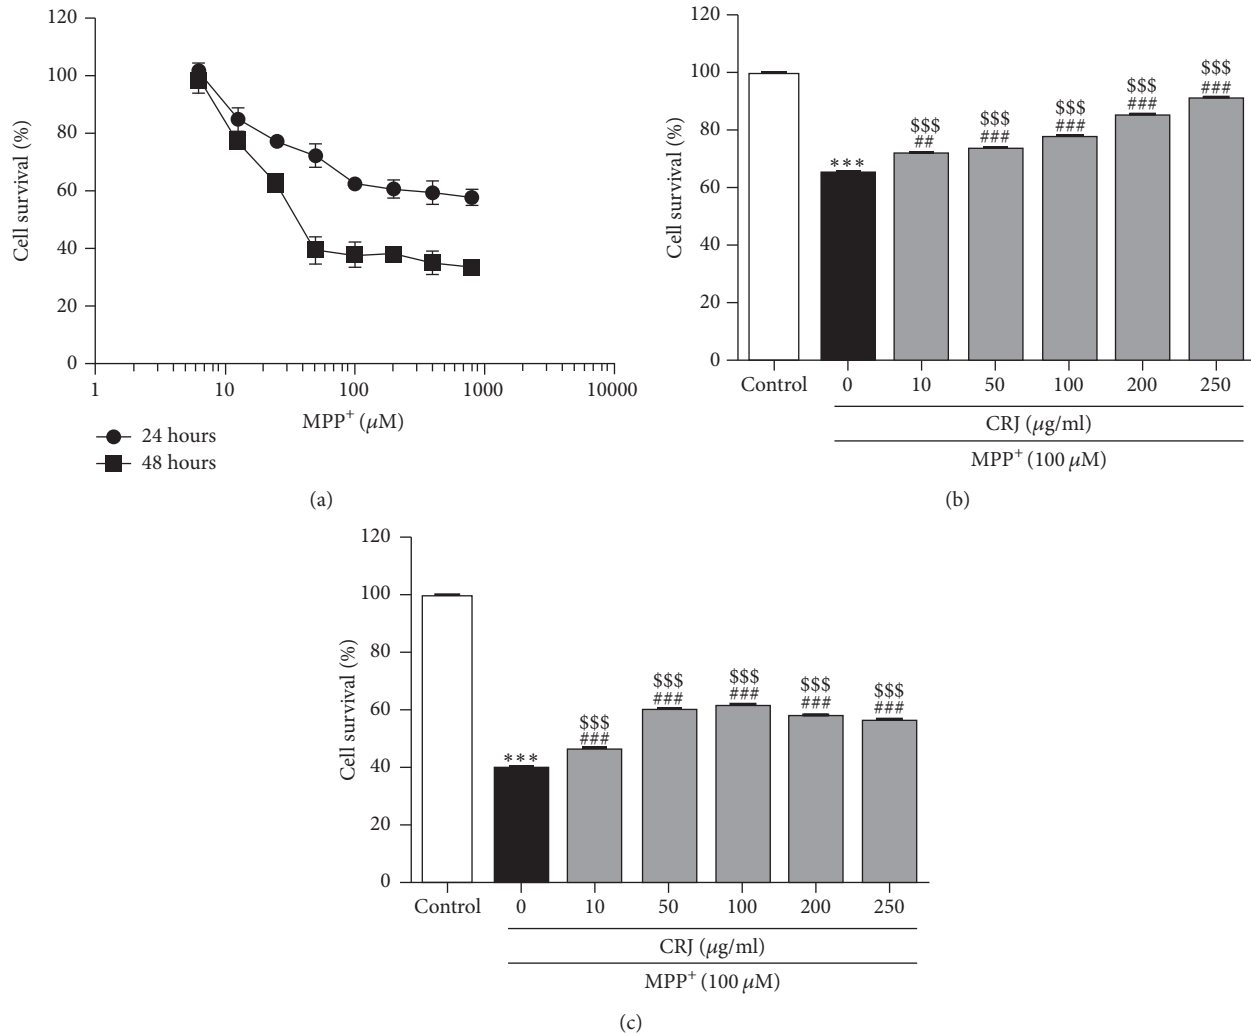 120
100
80
60
40
20
0
Cell survival (%)
1 10 100 1000 10000
MPP⁺ (μM)
24 hours
48 hours
(a)
120
100
80
60
40
20
0
Cell survival (%)
***
$$$
##
$$$
###
$$$
###
$$$
###
$$$
###
Control 0 10 50 100 200 250
CRJ (μg/ml)
MPP⁺ (100 μM)
(b)
120
100
80
60
40
20
0
Cell survival (%)
***
$$$
###
$$$
###
$$$
###
$$$
###
$$$
###
Control 0 10 50 100 200 250
CRJ (μg/ml)
MPP⁺ (100 μM)
(c)